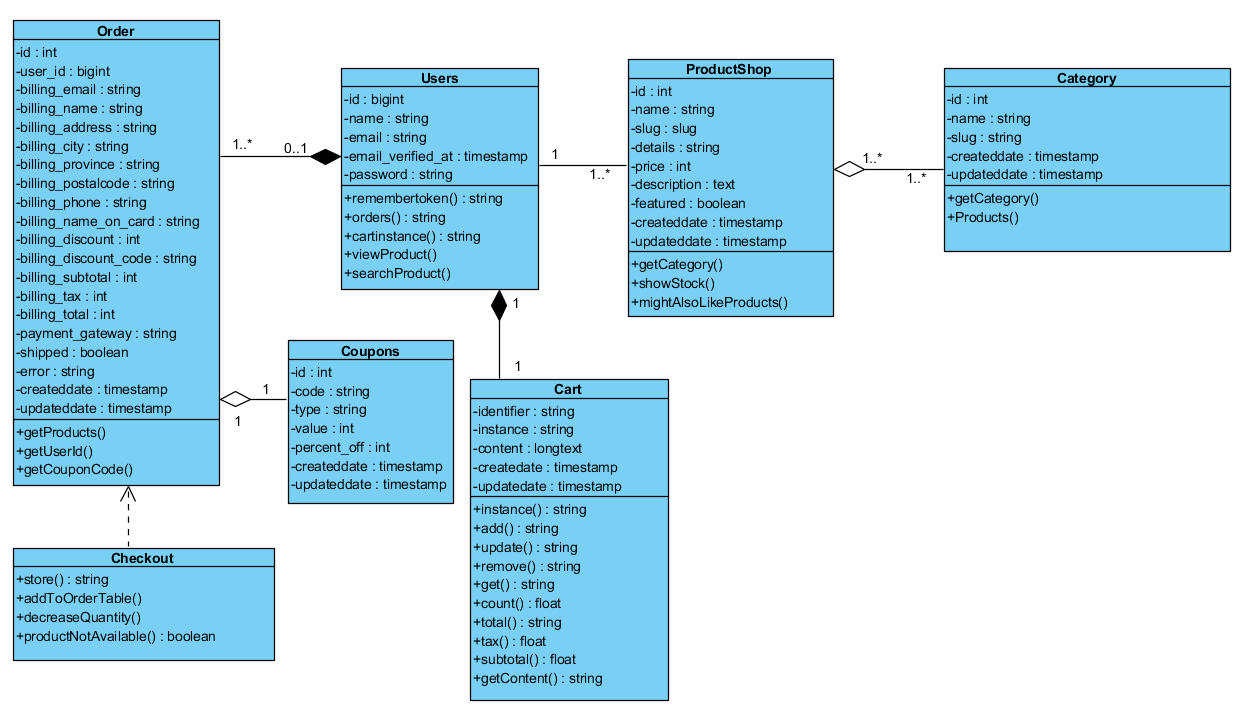 Order
-id : int
-user_id : bigint
-billing_email : string
-billing_name : string
-billing_address : string
-billing_city : string
-billing_province : string
-billing_postalcode : string
-billing_phone : string
-billing_name_on_card : string
-billing_discount : int
-billing_discount_code : string
-billing_subtotal : int
-billing_tax : int
-billing_total : int
-payment_gateway : string
-shipped : boolean
-error : string
-createddate : timestamp
-updateddate : timestamp
+getProducts()
+getUserId()
+getCouponCode()
1..*
0..1
Users
-id : bigint
-name : string
-email : string
-email_verified_at : timestamp
-password : string
+remembertoken() : string
+orders() : string
+cartinstance() : string
+viewProduct()
+searchProduct()
1
1..*
ProductShop
-id : int
-name : string
-slug : slug
-details : string
-price : int
-description : text
-featured : boolean
-createddate : timestamp
-updateddate : timestamp
+getCategory()
+showStock()
+mightAlsoLikeProducts()
1..*
1..*
Category
-id : int
-name : string
-slug : string
-createddate : timestamp
-updateddate : timestamp
+getCategory()
+Products()
1
1
Coupons
-id : int
-code : string
-type : string
-value : int
-percent_off : int
-createddate : timestamp
-updateddate : timestamp
1
1
Cart
-identifier : string
-instance : string
-content : longtext
-createdate : timestamp
-updatedate : timestamp
+instance() : string
+add() : string
+update() : string
+remove() : string
+get() : string
+count() : float
+total() : string
+tax() : float
+subtotal() : float
+getContent() : string
Checkout
+store() : string
+addToOrderTable()
+decreaseQuantity()
+productNotAvailable() : boolean